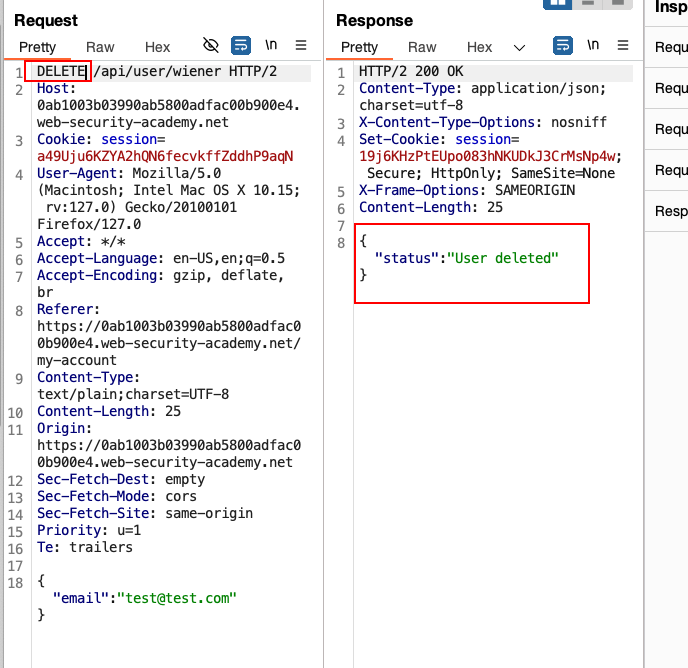 Request
Pretty Raw Hex \n
1 DELETE /api/user/wiener HTTP/2
2 Host:
0ab1003b03990ab5800adfac00b900e4.
web-security-academy.net
3 Cookie: session=
a49Uju6KZYA2hQN6fecvkffZddhP9aqN
4 User-Agent: Mozilla/5.0
(Macintosh; Intel Mac OS X 10.15;
rv:127.0) Gecko/20100101
Firefox/127.0
5 Accept: */*
6 Accept-Language: en-US,en;q=0.5
7 Accept-Encoding: gzip, deflate,
br
8 Referer:
https://0ab1003b03990ab5800adfac0
0b900e4.web-security-academy.net/
my-account
9 Content-Type:
text/plain;charset=UTF-8
10 Content-Length: 25
11 Origin:
https://0ab1003b03990ab5800adfac0
0b900e4.web-security-academy.net
12 Sec-Fetch-Dest: empty
13 Sec-Fetch-Mode: cors
14 Sec-Fetch-Site: same-origin
15 Priority: u=1
16 Te: trailers
17
18 {
"email":"test@test.com"
}
Response
Pretty Raw Hex \n
1 HTTP/2 200 OK
2 Content-Type: application/json;
charset=utf-8
3 X-Content-Type-Options: nosniff
4 Set-Cookie: session=
19j6KHzPtEUpo083hNKUDkJ3CrMsNp4w;
Secure; HttpOnly; SameSite=None
5 X-Frame-Options: SAMEORIGIN
6 Content-Length: 25
7
8 {
"status":"User deleted"
}
Insp
Requ
Requ
Requ
Requ
Resp